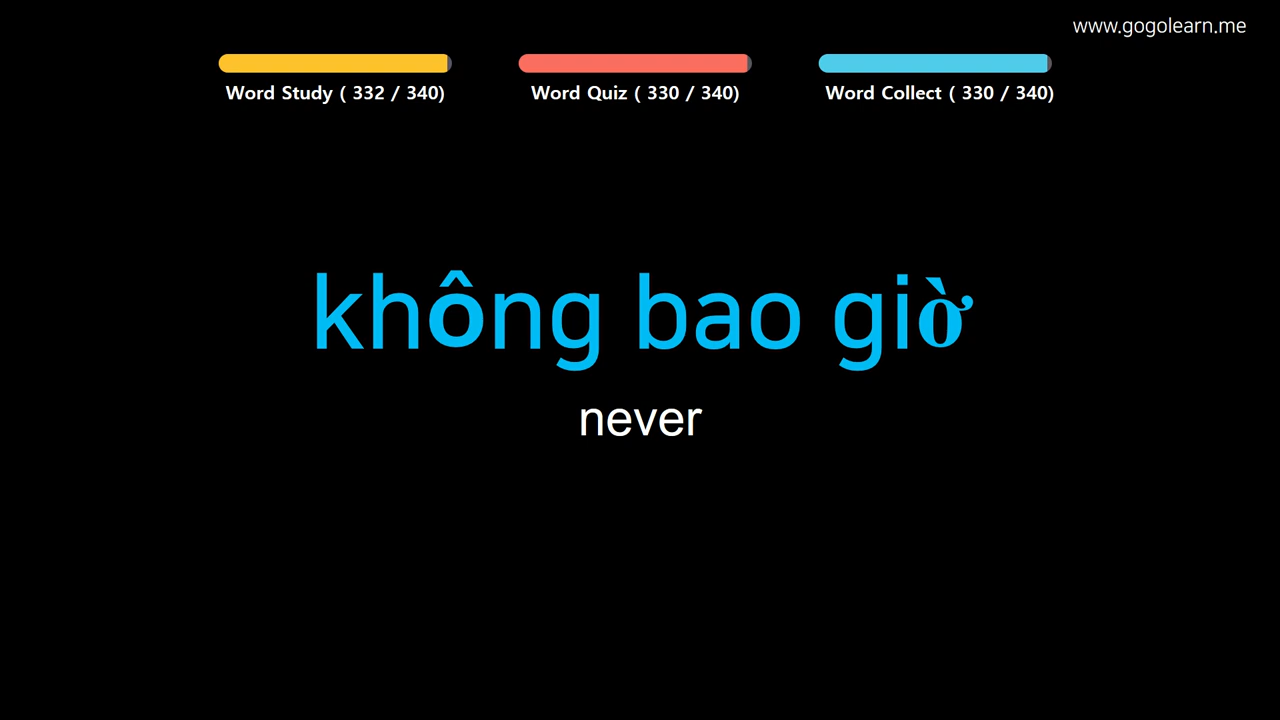 www.gogolearn.me
Word Study ( 332 / 340)
Word Quiz ( 330 / 340)
Word Collect ( 330 / 340)
không bao giờ
never